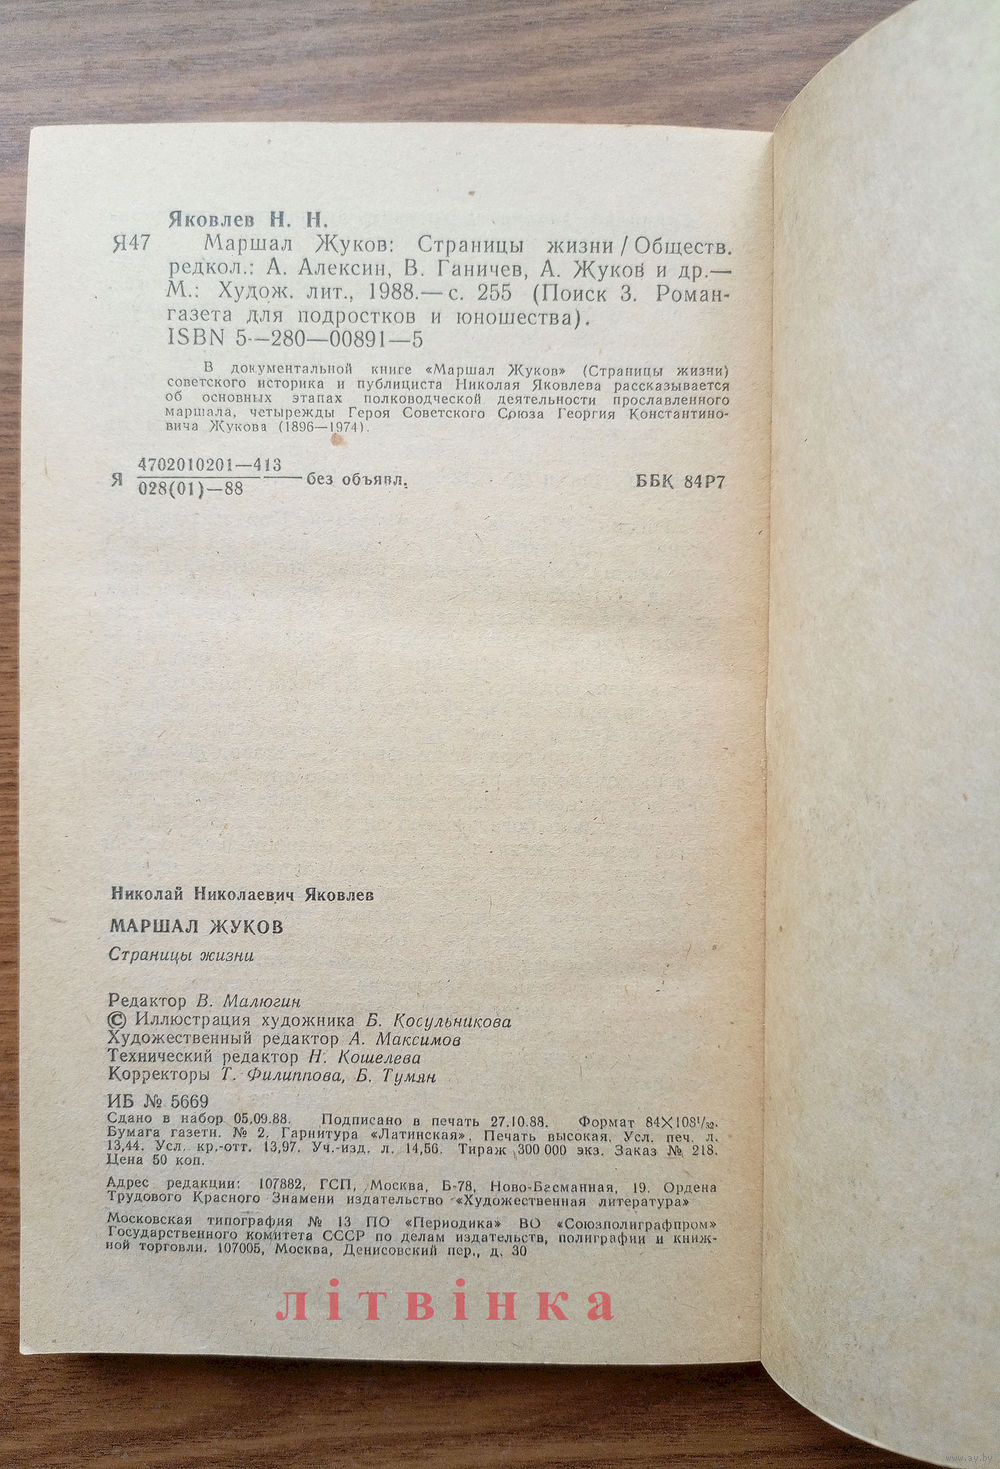 Яковлев Н. Н.
Я47 Маршал Жуков: Страницы жизни / Обществ.
редкол.: А. Алексин, В. Ганичев, А. Жуков и др.—
М.: Худож. лит., 1988.— с. 255 (Поиск 3. Роман-
газета для подростков и юношества).
ISBN 5—280—00891—5
В документальной книге «Маршал Жуков» (Страницы жизни)
советского историка и публициста Николая Яковлева рассказывается
об основных этапах полководческой деятельности прославленного
маршала, четырежды Героя Советского Союза Георгия Константино-
вича Жукова (1896—1974).
4702010201—413
Я ——— без объявл. ББК 84Р7
028(01)—88
Николай Николаевич Яковлев
МАРШАЛ ЖУКОВ
Страницы жизни
Редактор В. Малюгин
© Иллюстрация художника Б. Косульникова
Художественный редактор А. Максимов
Технический редактор Н. Кошелева
Корректоры Т. Филиппова, Б. Тумян
ИБ № 5669
Сдано в набор 05.09.88. Подписано в печать 27.10.88. Формат 84×108¹/₃₂.
Бумага газетн. № 2. Гарнитура «Латинская». Печать высокая. Усл. печ. л.
13,44. Усл. кр.-отт. 13,97. Уч.-изд. л. 14,56. Тираж 300 000 экз. Заказ № 218.
Цена 50 коп.
Адрес редакции: 107882, ГСП, Москва, Б-78, Ново-Басманная, 19. Ордена
Трудового Красного Знамени издательство «Художественная литература»
Московская типография № 13 ПО «Периодика» ВО «Союзполиграфпром»
Государственного комитета СССР по делам издательств, полиграфии и книж-
ной торговли. 107005, Москва, Денисовский пер., д. 30
літвінка
www.ay.by